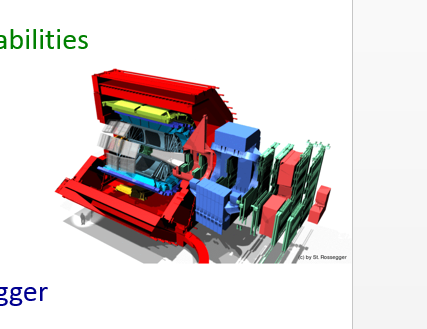 abilities
(c) by St. Rossegger
gger